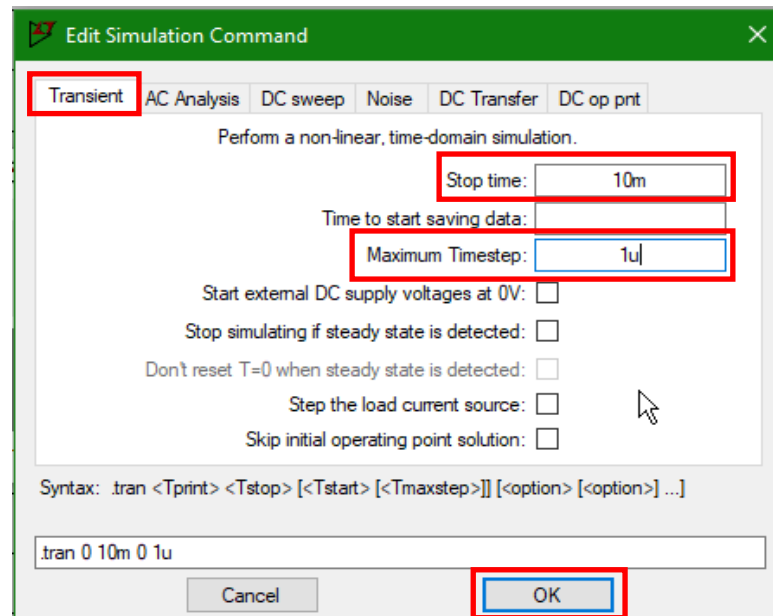 Edit Simulation Command
Transient AC Analysis DC sweep Noise DC Transfer DC op pnt
Perform a non-linear, time-domain simulation.
Stop time: 10m
Time to start saving data:
Maximum Timestep: 1u
Start external DC supply voltages at 0V:
Stop simulating if steady state is detected:
Don't reset T=0 when steady state is detected:
Step the load current source:
Skip initial operating point solution:
Syntax: .tran <Tprint> <Tstop> [<Tstart> [<Tmaxstep>]] [<option> [<option>] ...]
.tran 0 10m 0 1u
Cancel OK